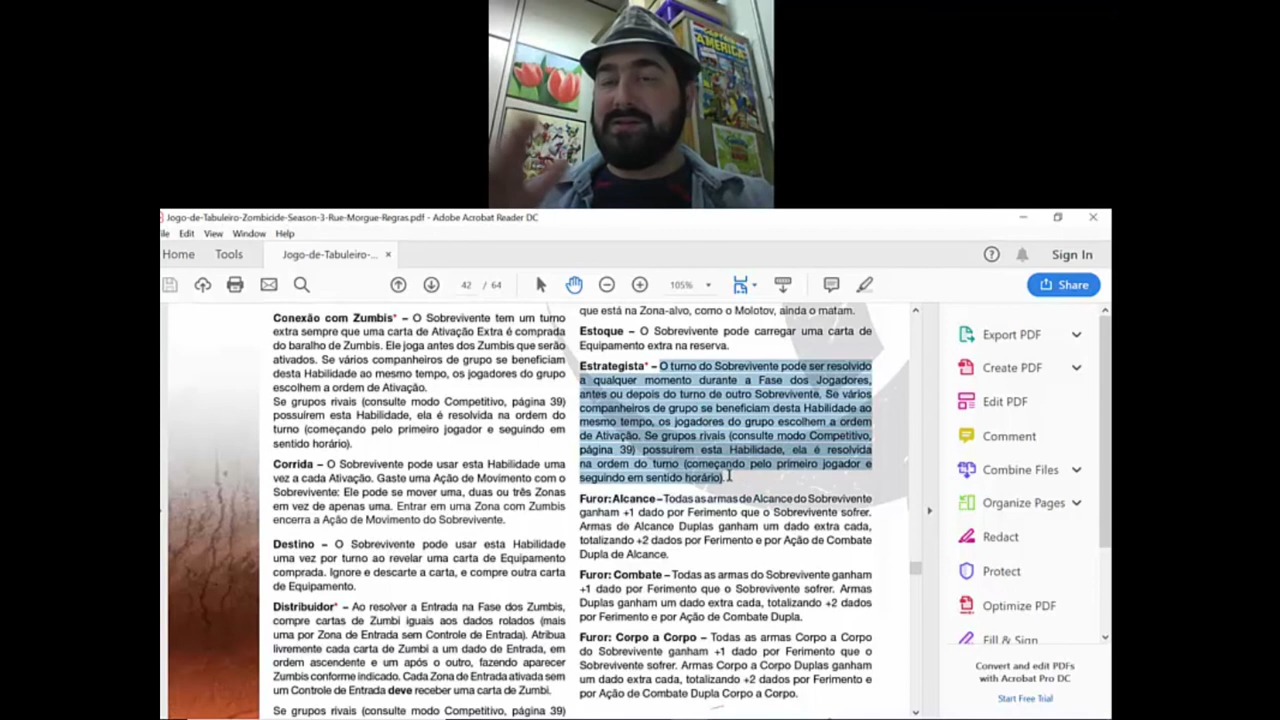 CAPTAIN
AMERICA
Jogo-de-Tabuleiro-Zombicide-Season-3-Rue-Morgue-Regras.pdf - Adobe Acrobat Reader DC
Edit View Window Help
Home Tools Jogo-de-Tabuleiro-... × Sign In
42 / 64 105% Share
Conexão com Zumbis* – O Sobrevivente tem um turno
extra sempre que uma carta de Ativação Extra é comprada
do baralho de Zumbis. Ele joga antes dos Zumbis que serão
ativados. Se vários companheiros de grupo se beneficiam
desta Habilidade ao mesmo tempo, os jogadores do grupo
escolhem a ordem de Ativação.
Se grupos rivais (consulte modo Competitivo, página 39)
possuírem esta Habilidade, ela é resolvida na ordem do
turno (começando pelo primeiro jogador e seguindo em
sentido horário).
Corrida – O Sobrevivente pode usar esta Habilidade uma
vez a cada Ativação. Gaste uma Ação de Movimento com o
Sobrevivente: Ele pode se mover uma, duas ou três Zonas
em vez de apenas uma. Entrar em uma Zona com Zumbis
encerra a Ação de Movimento do Sobrevivente.
Destino – O Sobrevivente pode usar esta Habilidade
uma vez por turno ao revelar uma carta de Equipamento
comprada. Ignore e descarte a carta, e compre outra carta
de Equipamento.
Distribuidor* – Ao resolver a Entrada na Fase dos Zumbis,
compre cartas de Zumbi iguais aos dados rolados (mais
uma por Zona de Entrada sem Controle de Entrada). Atribua
livremente cada carta de Zumbi a um dado de Entrada, em
ordem ascendente e um após o outro, fazendo aparecer
Zumbis conforme indicado. Cada Zona de Entrada ativada sem
um Controle de Entrada deve receber uma carta de Zumbi.
Se grupos rivais (consulte modo Competitivo, página 39)
que está na Zona-alvo, como o Molotov, ainda o matam.
Estoque – O Sobrevivente pode carregar uma carta de
Equipamento extra na reserva.
Estrategista* – O turno do Sobrevivente pode ser resolvido
a qualquer momento durante a Fase dos Jogadores,
antes ou depois do turno de outro Sobrevivente. Se vários
companheiros de grupo se beneficiam desta Habilidade ao
mesmo tempo, os jogadores do grupo escolhem a ordem
de Ativação. Se grupos rivais (consulte modo Competitivo,
página 39) possuírem esta Habilidade, ela é resolvida
na ordem do turno (começando pelo primeiro jogador e
seguindo em sentido horário).
Furor: Alcance – Todas as armas de Alcance do Sobrevivente
ganham +1 dado por Ferimento que o Sobrevivente sofrer.
Armas de Alcance Duplas ganham um dado extra cada,
totalizando +2 dados por Ferimento e por Ação de Combate
Dupla de Alcance.
Furor: Combate – Todas as armas do Sobrevivente ganham
+1 dado por Ferimento que o Sobrevivente sofrer. Armas
Duplas ganham um dado extra cada, totalizando +2 dados
por Ferimento e por Ação de Combate Dupla.
Furor: Corpo a Corpo – Todas as armas Corpo a Corpo
do Sobrevivente ganham +1 dado por Ferimento que o
Sobrevivente sofrer. Armas Corpo a Corpo Duplas ganham
um dado extra cada, totalizando +2 dados por Ferimento e
por Ação de Combate Dupla Corpo a Corpo.
Export PDF
Create PDF
Edit PDF
Comment
Combine Files
Organize Pages
Redact
Protect
Optimize PDF
Fill & Sign
Convert and edit PDFs
with Acrobat Pro DC
Start Free Trial